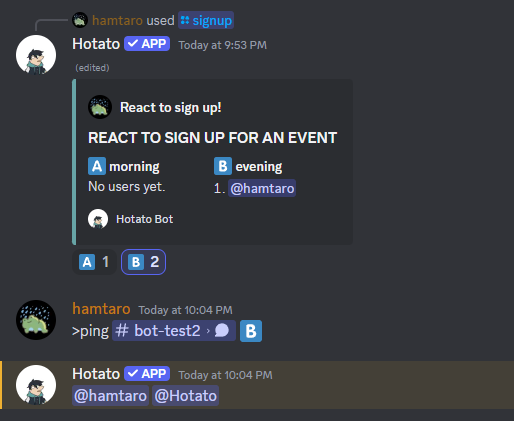 hamtaro used signup
Hotato ✓ APP Today at 9:53 PM
(edited)
React to sign up!
REACT TO SIGN UP FOR AN EVENT
A morning B evening
No users yet. 1. @hamtaro
Hotato Bot
A 1 B 2
hamtaro Today at 10:04 PM
>ping # bot-test2 › B
Hotato ✓ APP Today at 10:04 PM
@hamtaro @Hotato